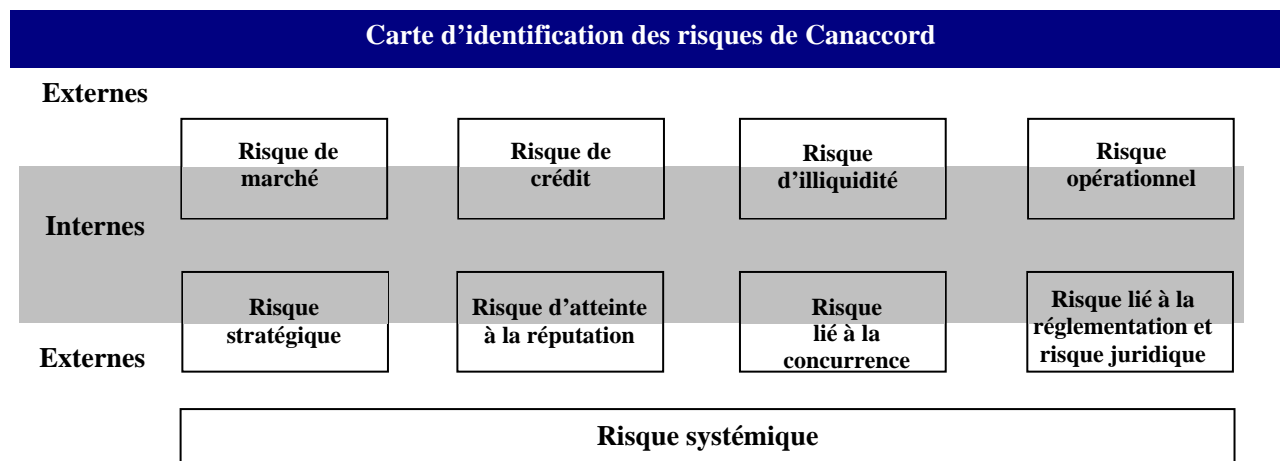 Carte d’identification des risques de Canaccord
Externes
Risque de
marché
Risque de
crédit
Risque
d’illiquidité
Risque
opérationnel
Internes
Risque
stratégique
Risque d’atteinte
à la réputation
Risque
lié à la
concurrence
Risque lié à la
réglementation et
risque juridique
Externes
Risque systémique